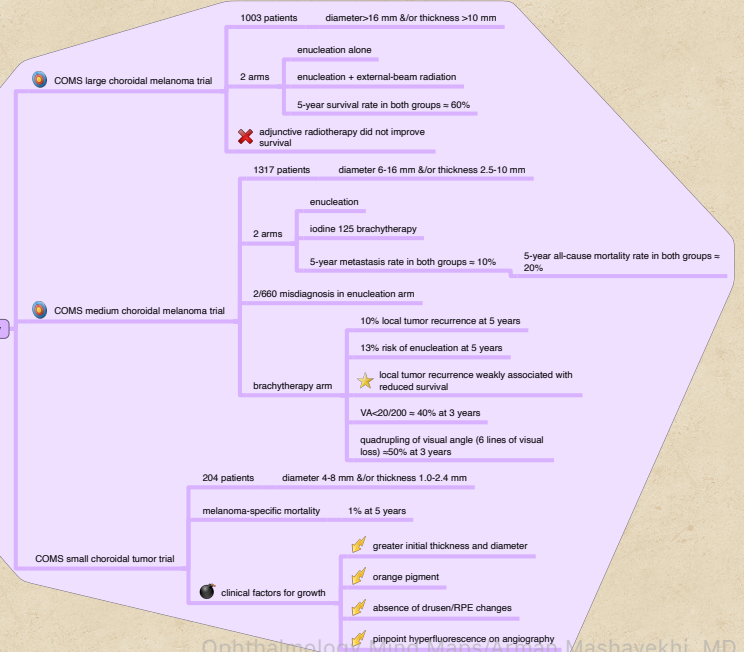 1003 patients
diameter>16 mm &/or thickness >10 mm
enucleation alone
COMS large choroidal melanoma trial
2 arms
enucleation + external-beam radiation
5-year survival rate in both groups ≈ 60%
adjunctive radiotherapy did not improve
survival
1317 patients
diameter 6-16 mm &/or thickness 2.5-10 mm
enucleation
2 arms
iodine 125 brachytherapy
5-year metastasis rate in both groups ≈ 10%
5-year all-cause mortality rate in both groups ≈
20%
COMS medium choroidal melanoma trial
2/660 misdiagnosis in enucleation arm
10% local tumor recurrence at 5 years
13% risk of enucleation at 5 years
brachytherapy arm
local tumor recurrence weakly associated with
reduced survival
VA<20/200 ≈ 40% at 3 years
quadrupling of visual angle (6 lines of visual
loss) ≈50% at 3 years
204 patients
diameter 4-8 mm &/or thickness 1.0-2.4 mm
melanoma-specific mortality
1% at 5 years
COMS small choroidal tumor trial
greater initial thickness and diameter
clinical factors for growth
orange pigment
absence of drusen/RPE changes
pinpoint hyperfluorescence on angiography
Ophthalmology Mind Maps/Arman Mashayekhi, MD